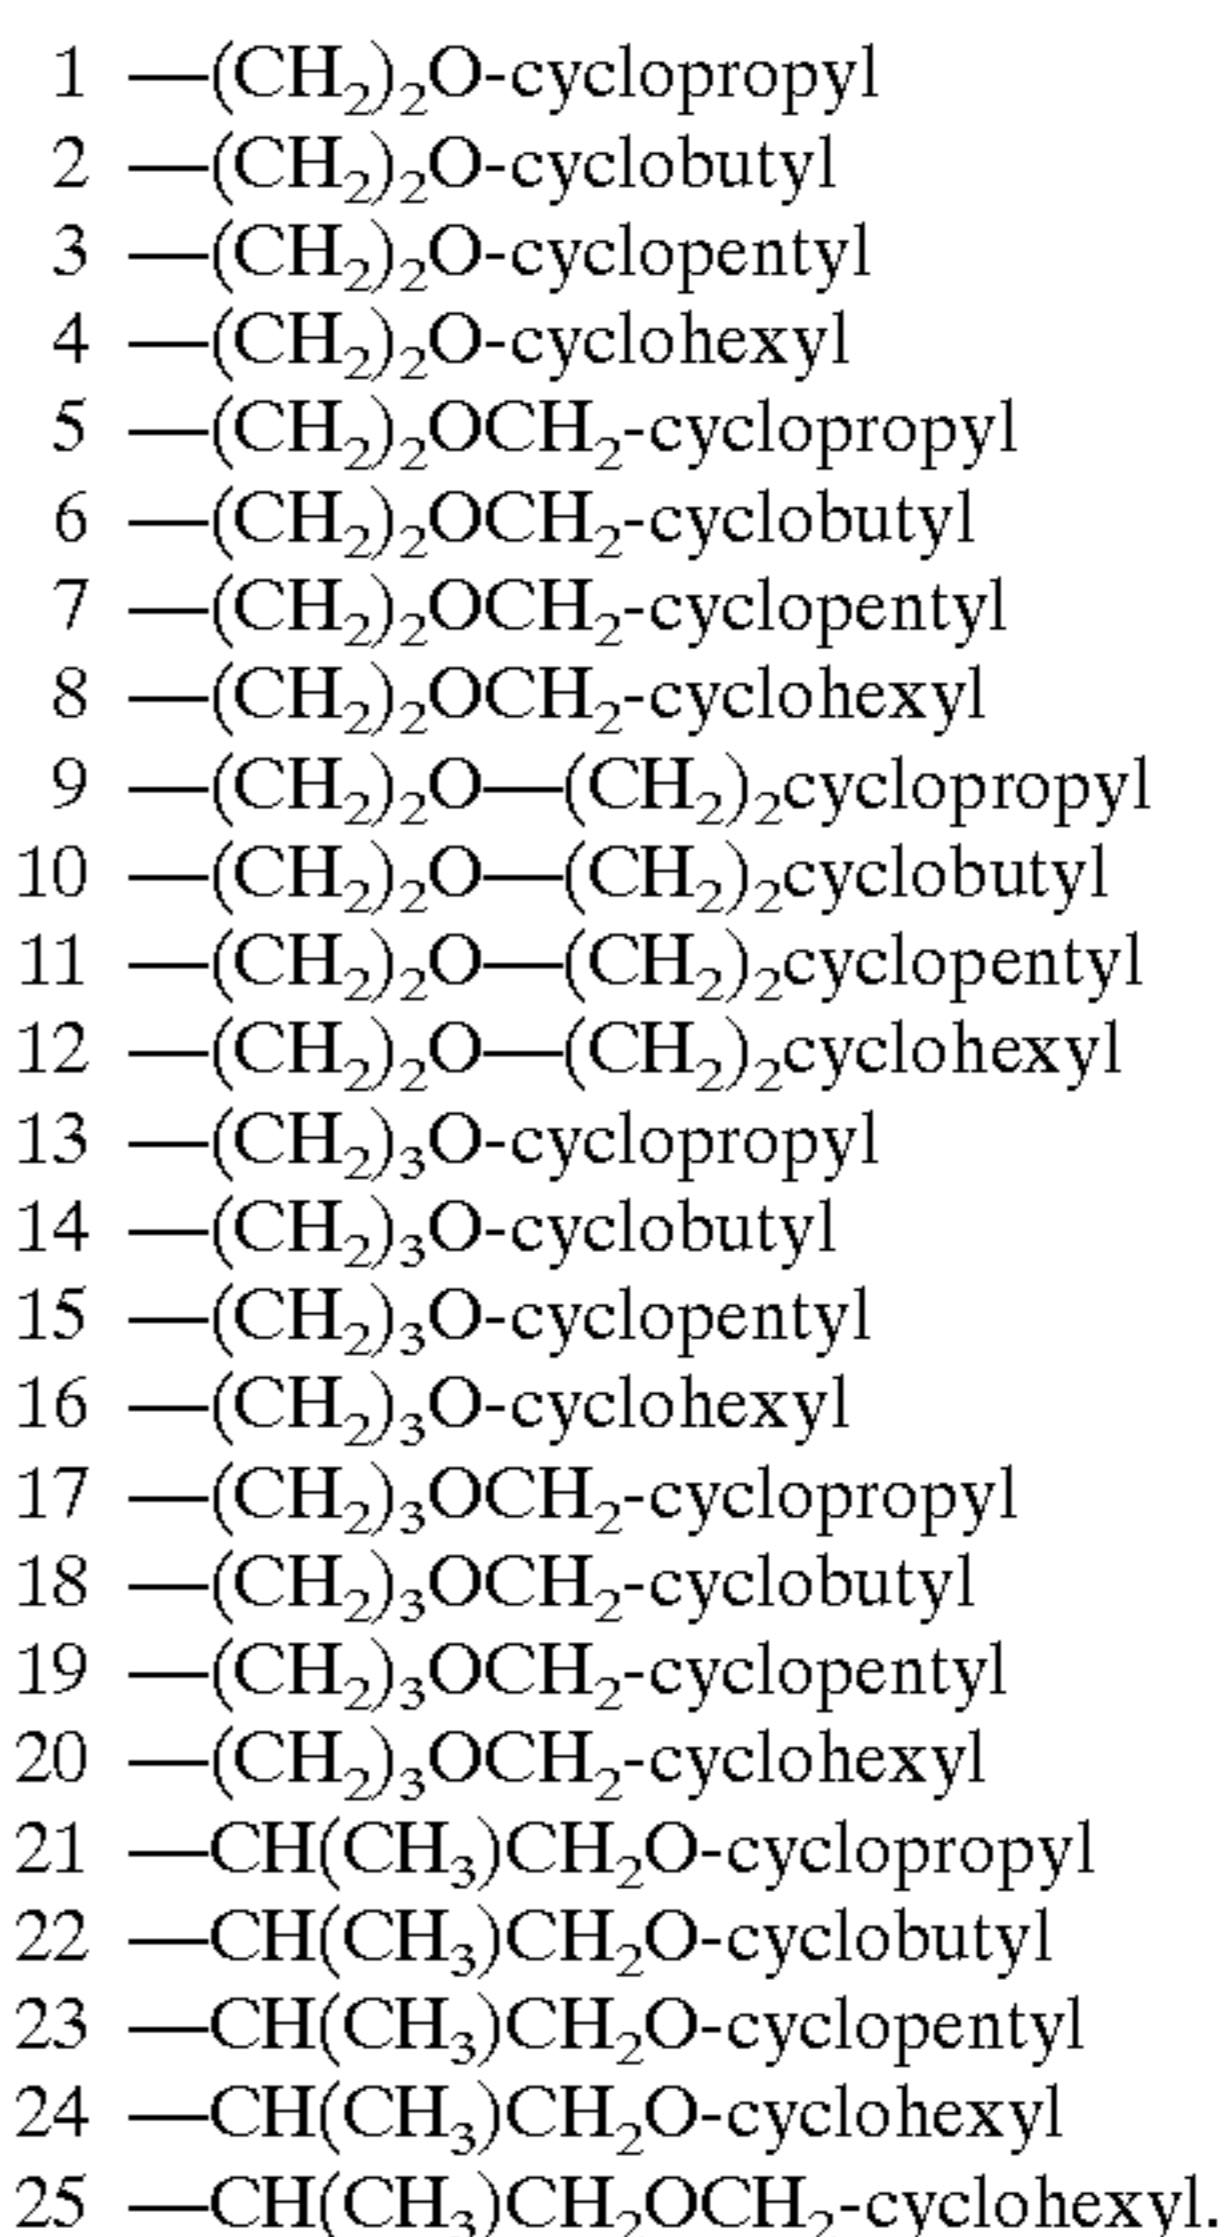 1 —(CH₂)₂O-cyclopropyl
2 —(CH₂)₂O-cyclobutyl
3 —(CH₂)₂O-cyclopentyl
4 —(CH₂)₂O-cyclohexyl
5 —(CH₂)₂OCH₂-cyclopropyl
6 —(CH₂)₂OCH₂-cyclobutyl
7 —(CH₂)₂OCH₂-cyclopentyl
8 —(CH₂)₂OCH₂-cyclohexyl
9 —(CH₂)₂O—(CH₂)₂cyclopropyl
10 —(CH₂)₂O—(CH₂)₂cyclobutyl
11 —(CH₂)₂O—(CH₂)₂cyclopentyl
12 —(CH₂)₂O—(CH₂)₂cyclohexyl
13 —(CH₂)₃O-cyclopropyl
14 —(CH₂)₃O-cyclobutyl
15 —(CH₂)₃O-cyclopentyl
16 —(CH₂)₃O-cyclohexyl
17 —(CH₂)₃OCH₂-cyclopropyl
18 —(CH₂)₃OCH₂-cyclobutyl
19 —(CH₂)₃OCH₂-cyclopentyl
20 —(CH₂)₃OCH₂-cyclohexyl
21 —CH(CH₃)CH₂O-cyclopropyl
22 —CH(CH₃)CH₂O-cyclobutyl
23 —CH(CH₃)CH₂O-cyclopentyl
24 —CH(CH₃)CH₂O-cyclohexyl
25 —CH(CH₃)CH₂OCH₂-cyclohexyl.